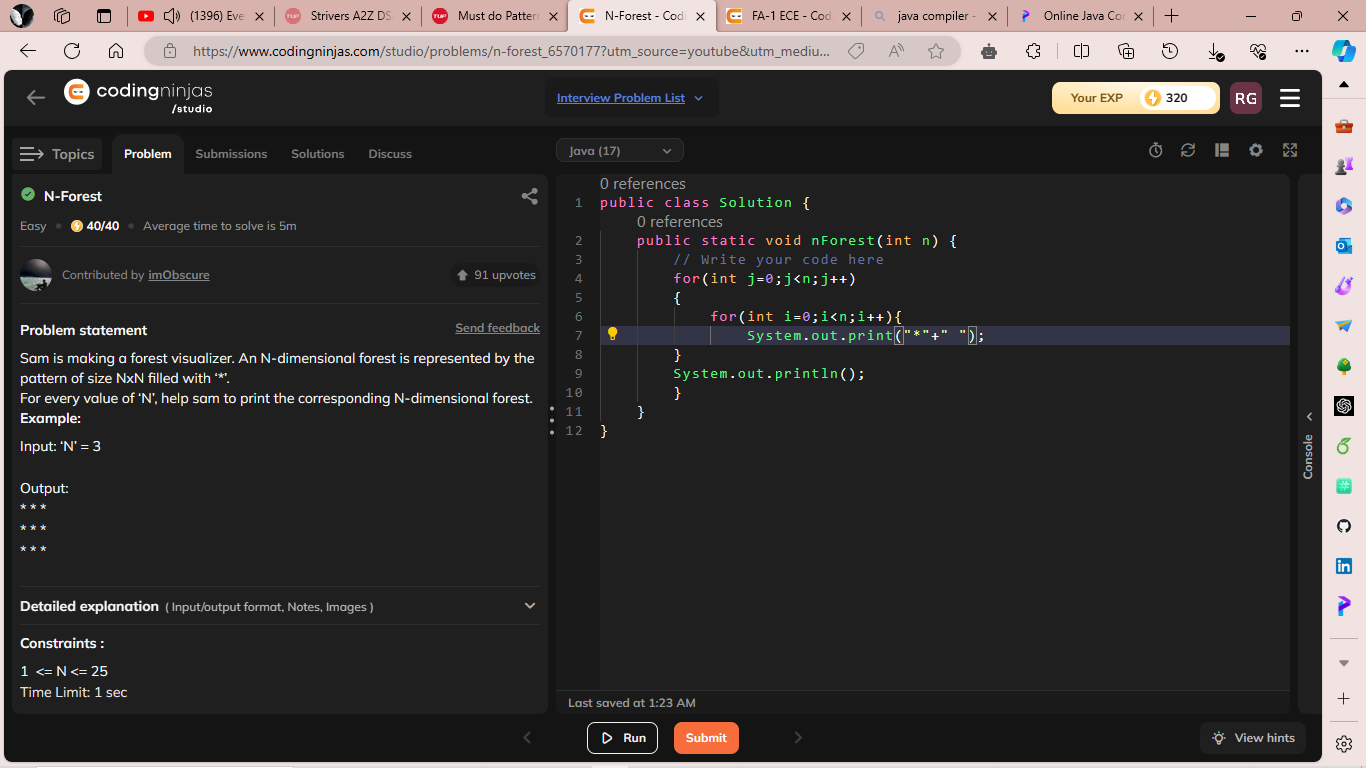 (1396) Eve
Strivers A2Z DS
Must do Patter
N-Forest - Codi
FA-1 ECE - Cod
java compiler -
Online Java Co
https://www.codingninjas.com/studio/problems/n-forest_6570177?utm_source=youtube&utm_mediu...
codingninjas
/studio
Interview Problem List
Your EXP
320
RG
Topics
Problem
Submissions
Solutions
Discuss
Java (17)
N-Forest
Easy
40/40
Average time to solve is 5m
Contributed by imObscure
91 upvotes
Problem statement
Send feedback
Sam is making a forest visualizer. An N-dimensional forest is represented by the
pattern of size NxN filled with ‘*’.
For every value of ‘N’, help sam to print the corresponding N-dimensional forest.
Example:
Input: ‘N’ = 3
Output:
* * *
* * *
* * *
Detailed explanation ( Input/output format, Notes, Images )
Constraints :
1 <= N <= 25
Time Limit: 1 sec
0 references
1 public class Solution {
0 references
2 public static void nForest(int n) {
3 // Write your code here
4 for(int j=0;j<n;j++)
5 {
6 for(int i=0;i<n;i++){
7 System.out.print("*"+" ");
8 }
9 System.out.println();
10 }
11 }
12 }
Console
Last saved at 1:23 AM
Run
Submit
View hints